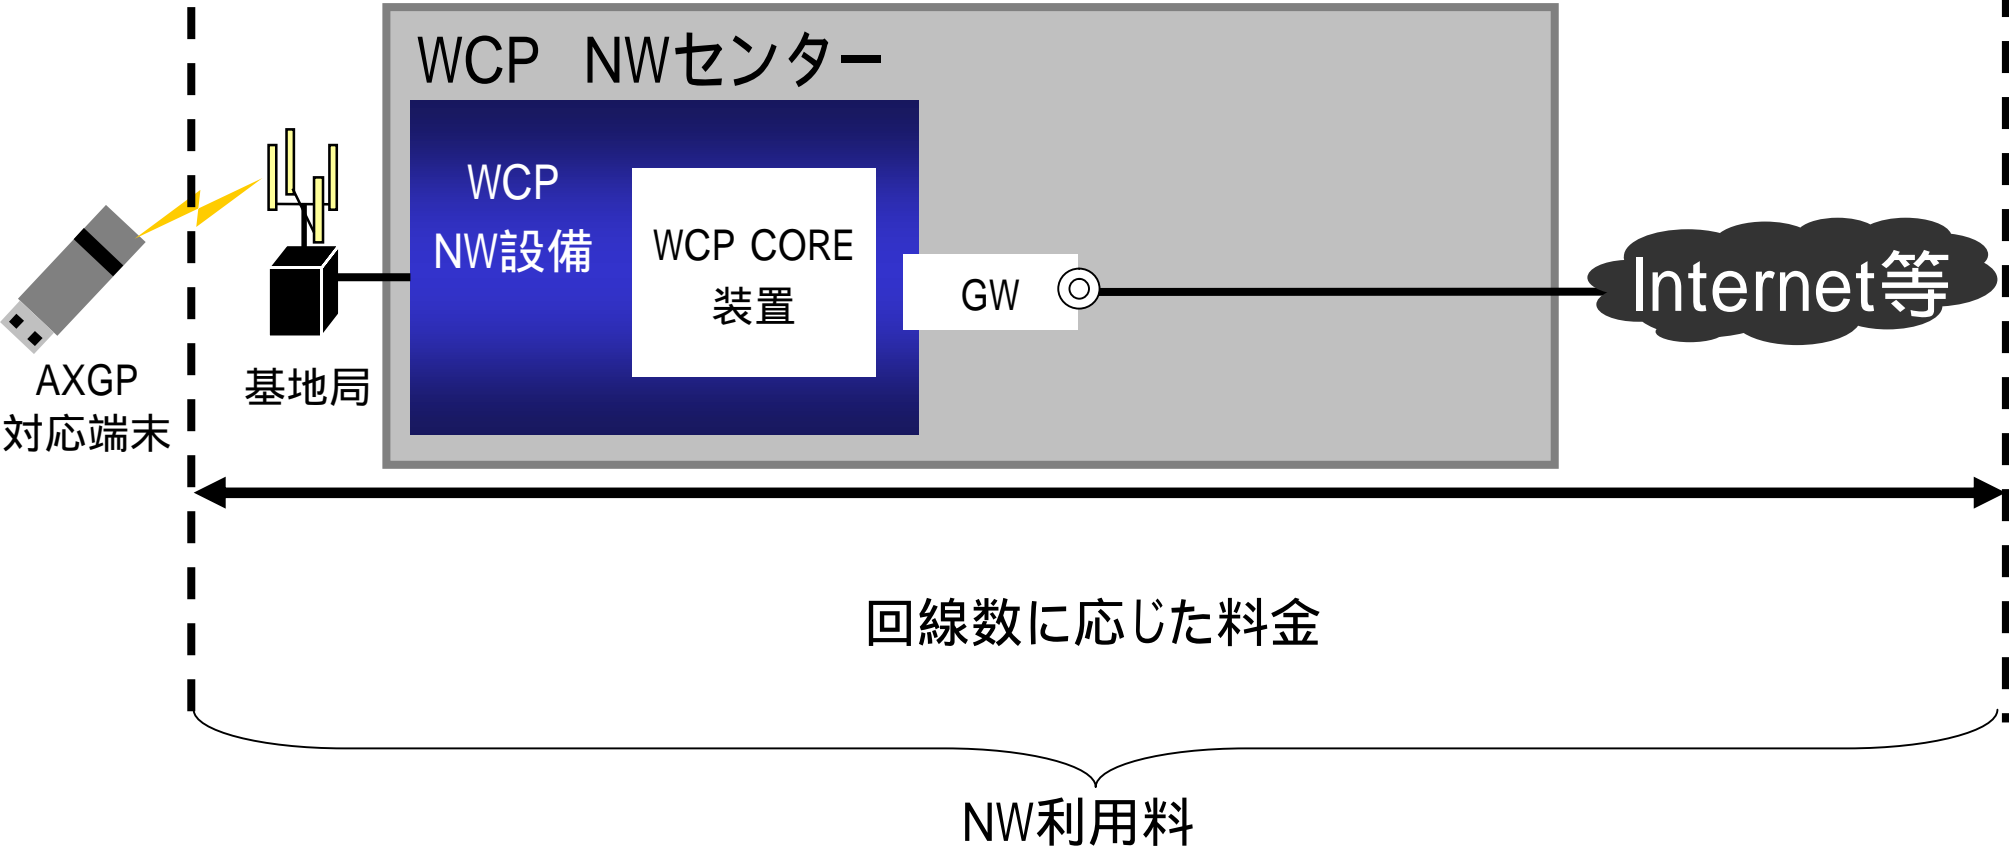 WCP NWセンター
WCP
NW設備
WCP CORE
装置
GW
Internet等
AXGP
対応端末
基地局
回線数に応じた料金
NW利用料